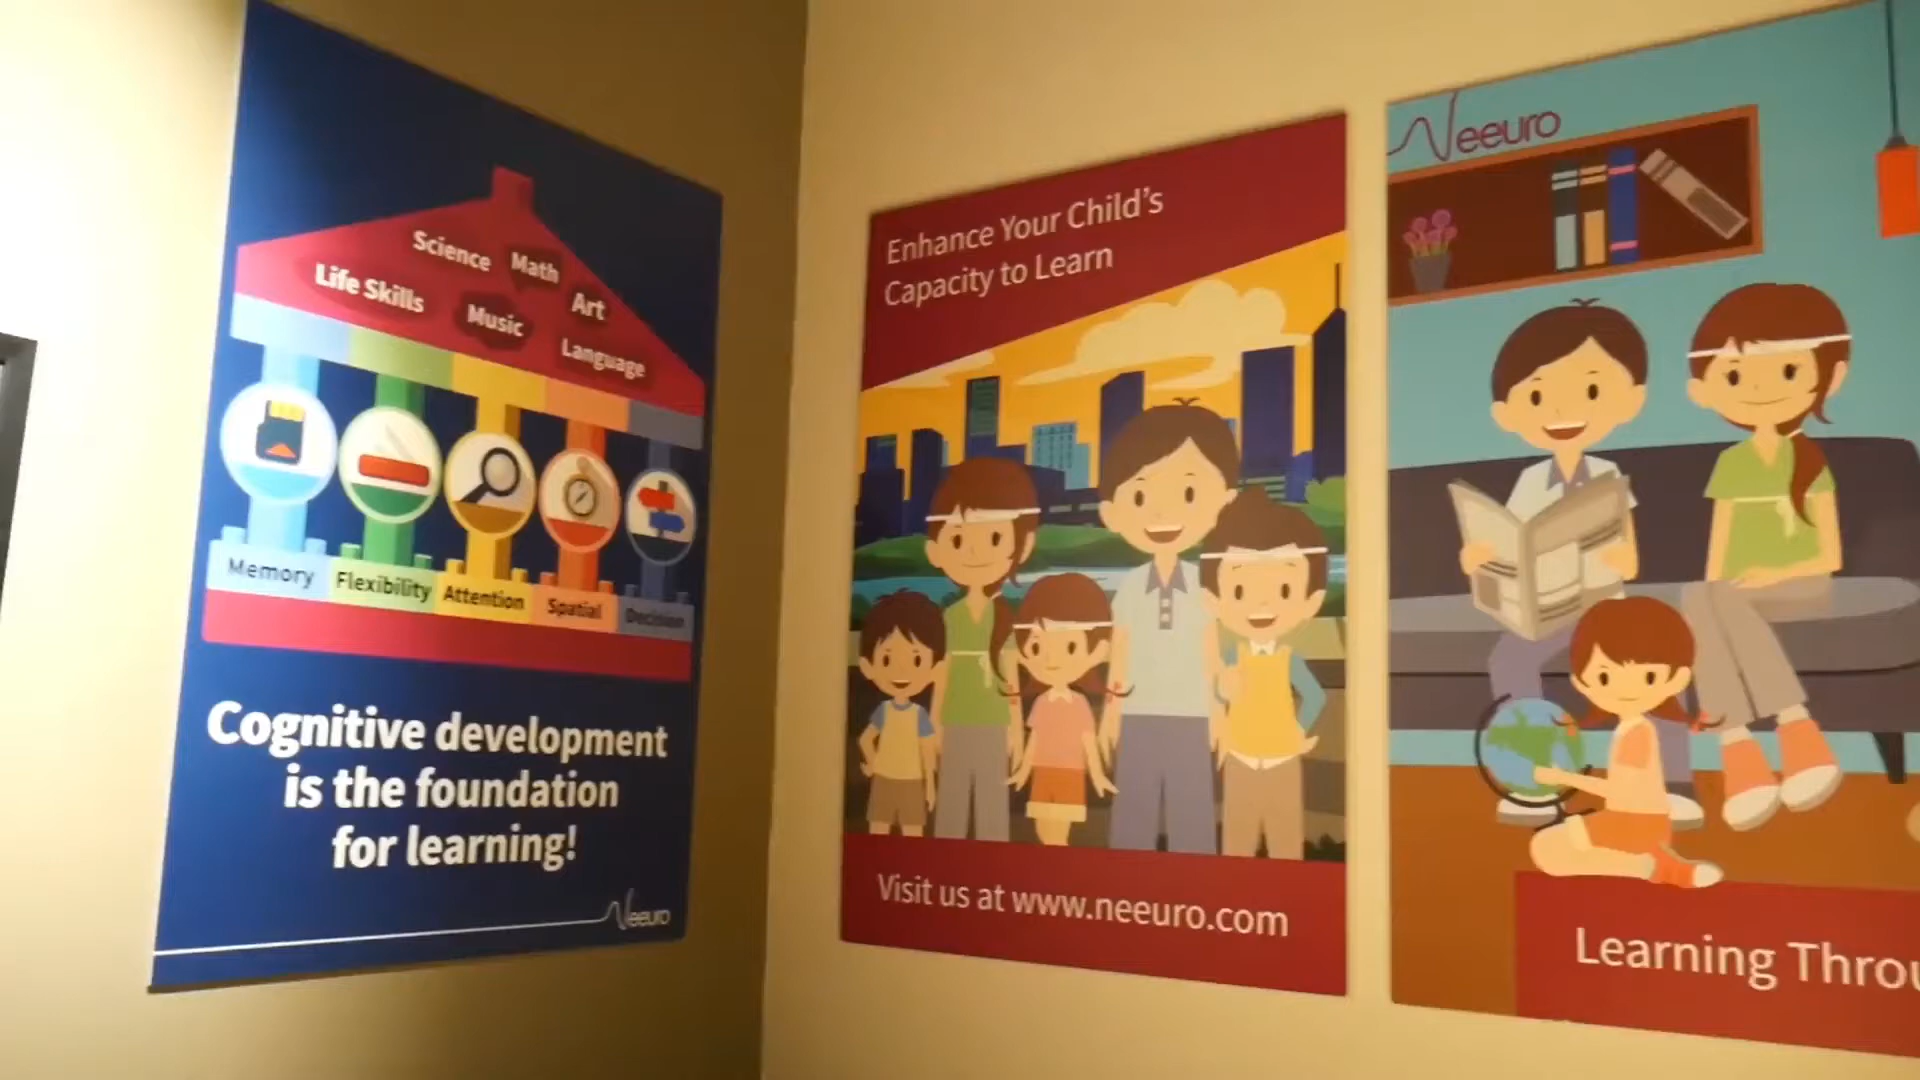 Science Math
Life Skills Music Art
Language
Memory Flexibility Attention Spatial Decision
Cognitive development
is the foundation
for learning!
Neeuro
Enhance Your Child's
Capacity to Learn
Visit us at www.neeuro.com
Neeuro
Learning Throu